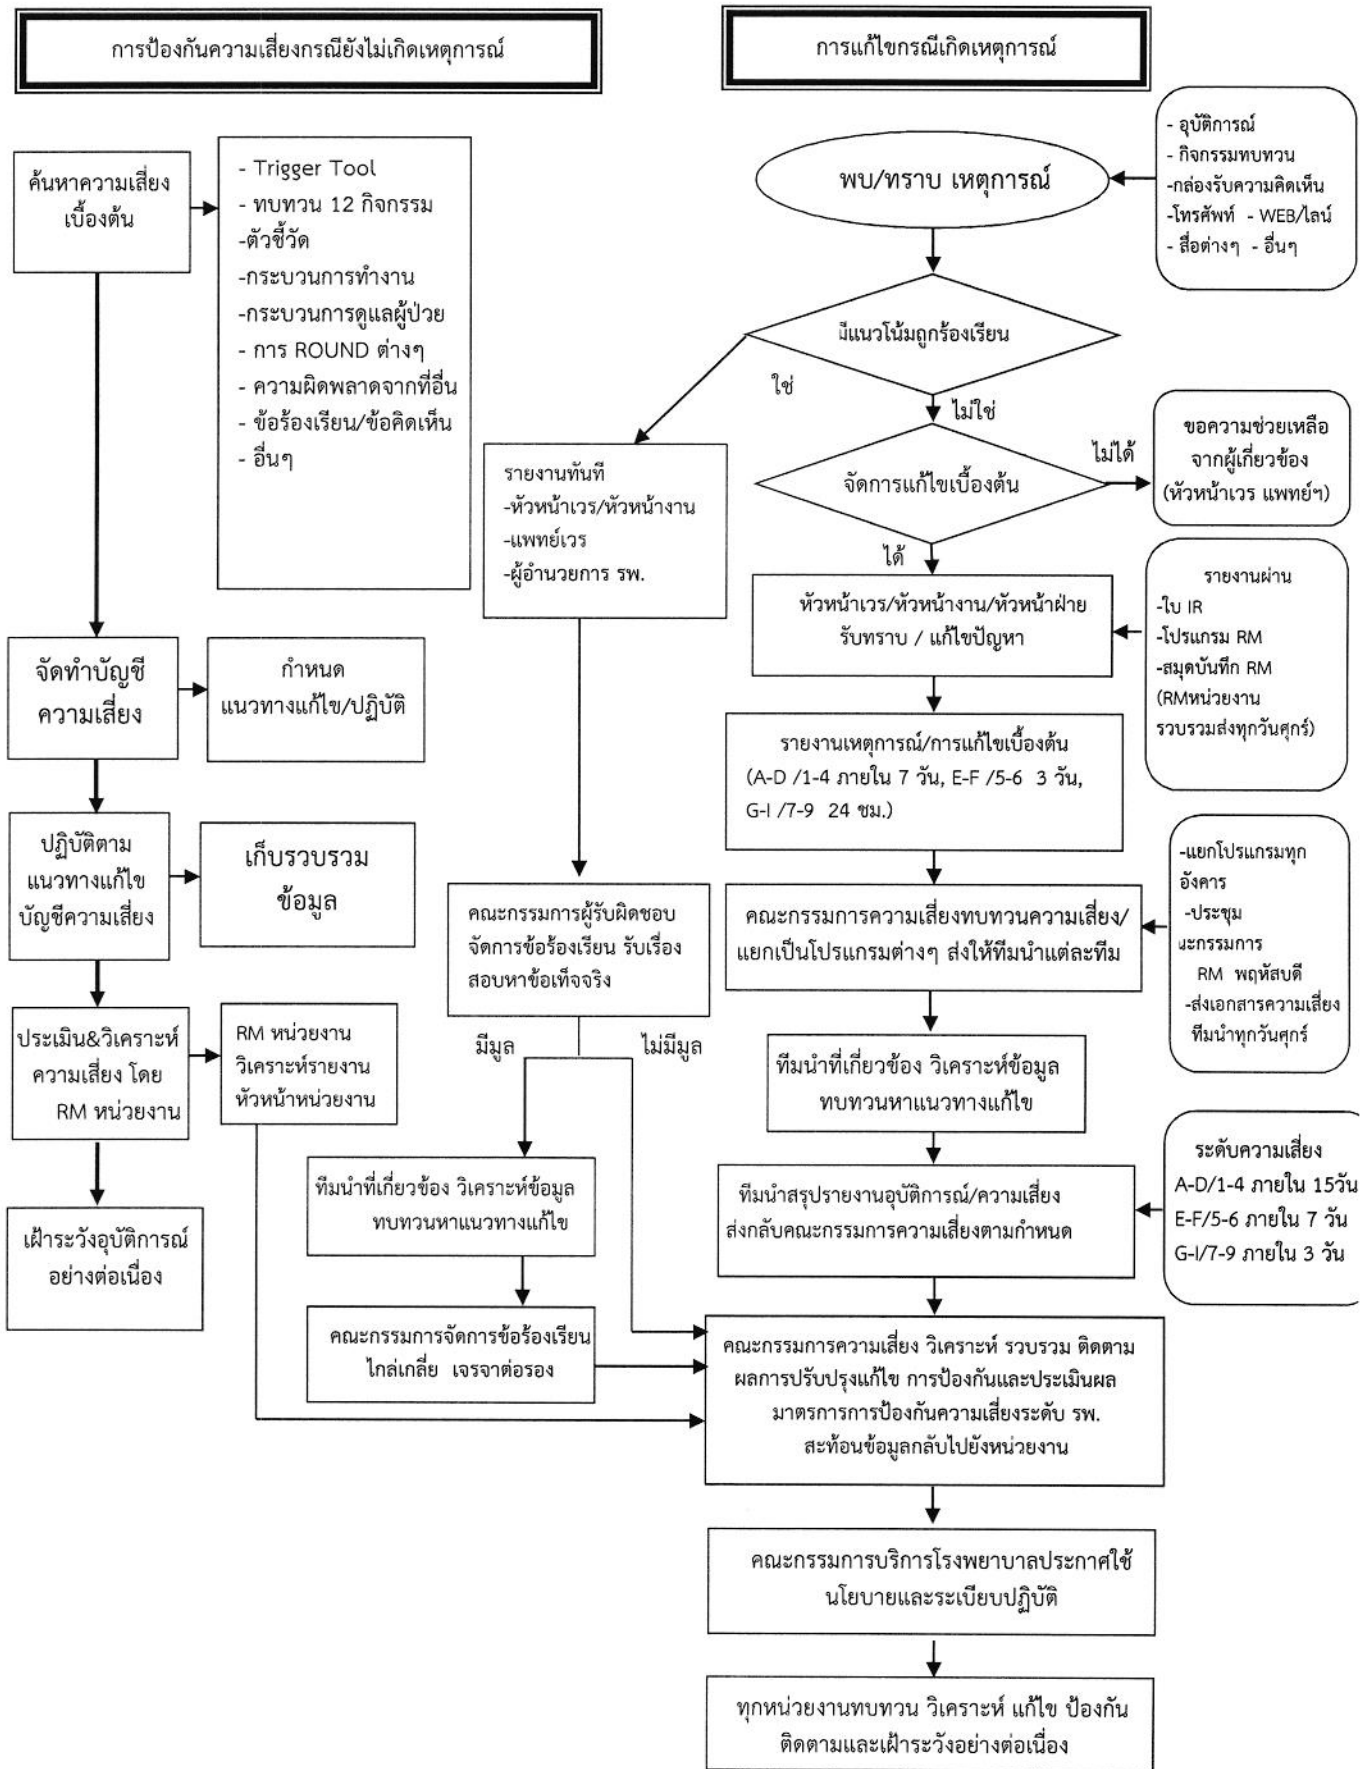 การป้องกันความเสี่ยงกรณียังไม่เกิดเหตุการณ์
การแก้ไขกรณีเกิดเหตุการณ์
ค้นหาความเสี่ยง
เบื้องต้น
- Trigger Tool
- ทบทวน 12 กิจกรรม
-ตัวชี้วัด
-กระบวนการทำงาน
-กระบวนการดูแลผู้ป่วย
- การ ROUND ต่างๆ
- ความผิดพลาดจากที่อื่น
- ข้อร้องเรียน/ข้อคิดเห็น
- อื่นๆ
จัดทำบัญชี
ความเสี่ยง
กำหนด
แนวทางแก้ไข/ปฏิบัติ
ปฏิบัติตาม
แนวทางแก้ไข
บัญชีความเสี่ยง
เก็บรวบรวม
ข้อมูล
ประเมิน&วิเคราะห์
ความเสี่ยง โดย
RM หน่วยงาน
RM หน่วยงาน
วิเคราะห์รายงาน
หัวหน้าหน่วยงาน
เฝ้าระวังอุบัติการณ์
อย่างต่อเนื่อง
พบ/ทราบ เหตุการณ์
- อุบัติการณ์
- กิจกรรมทบทวน
-กล่องรับความคิดเห็น
-โทรศัพท์ - WEB/ไลน์
- สื่อต่างๆ - อื่นๆ
มีแนวโน้มถูกร้องเรียน
ใช่
ไม่ใช่
รายงานทันที
-หัวหน้าเวร/หัวหน้างาน
-แพทย์เวร
-ผู้อำนวยการ รพ.
จัดการแก้ไขเบื้องต้น
ไม่ได้
ขอความช่วยเหลือ
จากผู้เกี่ยวข้อง
(หัวหน้าเวร แพทย์ฯ)
ได้
หัวหน้าเวร/หัวหน้างาน/หัวหน้าฝ่าย
รับทราบ / แก้ไขปัญหา
รายงานผ่าน
-ใบ IR
-โปรแกรม RM
-สมุดบันทึก RM
(RMหน่วยงาน
รวบรวมส่งทุกวันศุกร์)
รายงานเหตุการณ์/การแก้ไขเบื้องต้น
(A-D /1-4 ภายใน 7 วัน, E-F /5-6 3 วัน,
G-I /7-9 24 ชม.)
คณะกรรมการผู้รับผิดชอบ
จัดการข้อร้องเรียน รับเรื่อง
สอบหาข้อเท็จจริง
มีมูล
ไม่มีมูล
คณะกรรมการความเสี่ยงทบทวนความเสี่ยง/
แยกเป็นโปรแกรมต่างๆ ส่งให้ทีมนำแต่ละทีม
-แยกโปรแกรมทุก
อังคาร
-ประชุม
ณะกรรมการ
RM พฤหัสบดี
-ส่งเอกสารความเสี่ยง
ทีมนำทุกวันศุกร์
ทีมนำที่เกี่ยวข้อง วิเคราะห์ข้อมูล
ทบทวนหาแนวทางแก้ไข
ทีมนำที่เกี่ยวข้อง วิเคราะห์ข้อมูล
ทบทวนหาแนวทางแก้ไข
ทีมนำสรุปรายงานอุบัติการณ์/ความเสี่ยง
ส่งกลับคณะกรรมการความเสี่ยงตามกำหนด
ระดับความเสี่ยง
A-D/1-4 ภายใน 15วัน
E-F/5-6 ภายใน 7 วัน
G-I/7-9 ภายใน 3 วัน
คณะกรรมการจัดการข้อร้องเรียน
ไกล่เกลี่ย เจรจาต่อรอง
คณะกรรมการความเสี่ยง วิเคราะห์ รวบรวม ติดตาม
ผลการปรับปรุงแก้ไข การป้องกันและประเมินผล
มาตรการการป้องกันความเสี่ยงระดับ รพ.
สะท้อนข้อมูลกลับไปยังหน่วยงาน
คณะกรรมการบริการโรงพยาบาลประกาศใช้
นโยบายและระเบียบปฏิบัติ
ทุกหน่วยงานทบทวน วิเคราะห์ แก้ไข ป้องกัน
ติดตามและเฝ้าระวังอย่างต่อเนื่อง